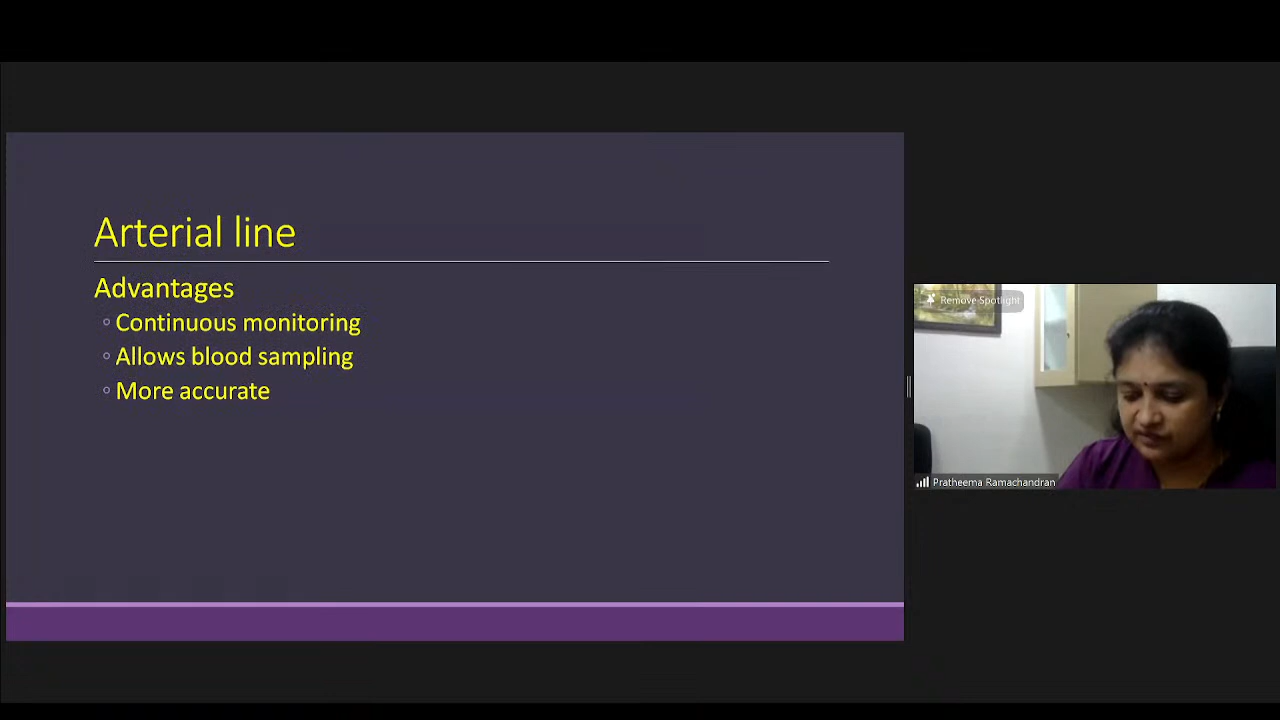 Arterial line
Advantages
Continuous monitoring
Allows blood sampling
More accurate
Remove Spotlight
Pratheema Ramachandran